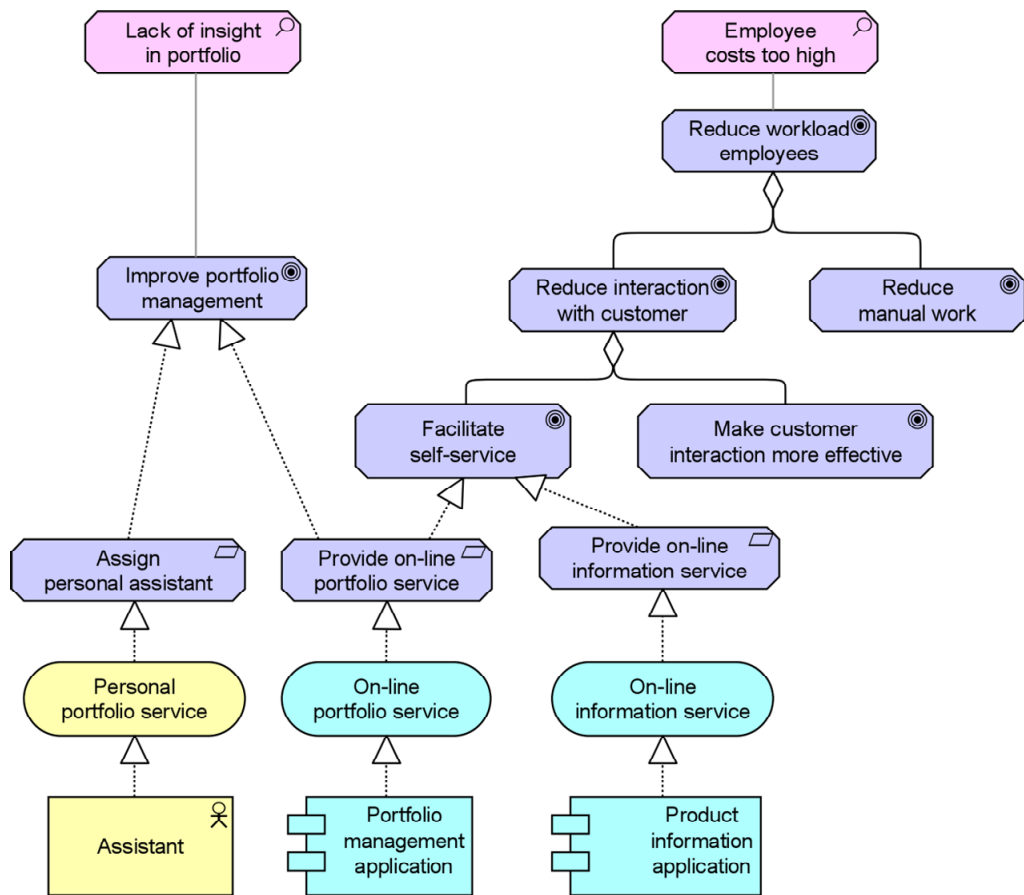 Lack of insight
in portfolio
Employee
costs too high
Reduce workload
employees
Improve portfolio
management
Reduce interaction
with customer
Reduce
manual work
Facilitate
self-service
Make customer
interaction more effective
Assign
personal assistant
Provide on-line
portfolio service
Provide on-line
information service
Personal
portfolio service
On-line
portfolio service
On-line
information service
Assistant
Portfolio
management
application
Product
information
application